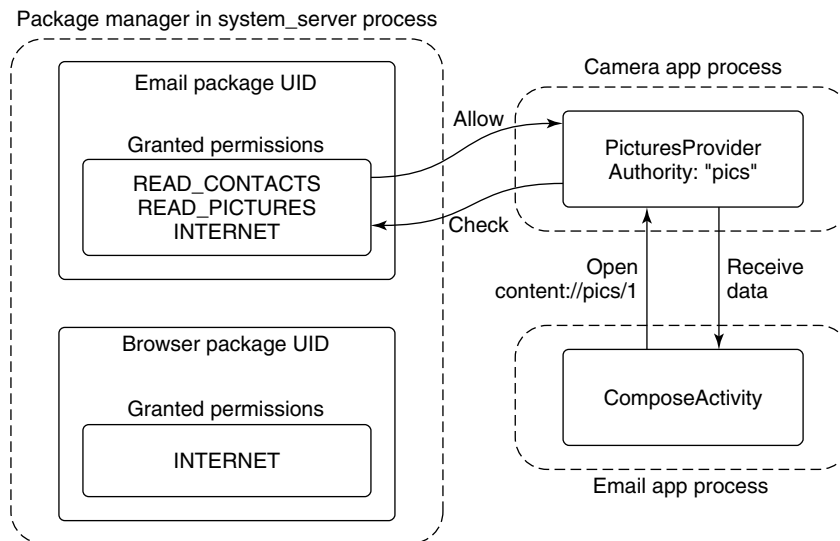 Package manager in system_server process
Email package UID
Granted permissions
READ_CONTACTS
READ_PICTURES
INTERNET
Browser package UID
Granted permissions
INTERNET
Allow
Check
Camera app process
PicturesProvider
Authority: "pics"
Open
content://pics/1
Receive
data
ComposeActivity
Email app process